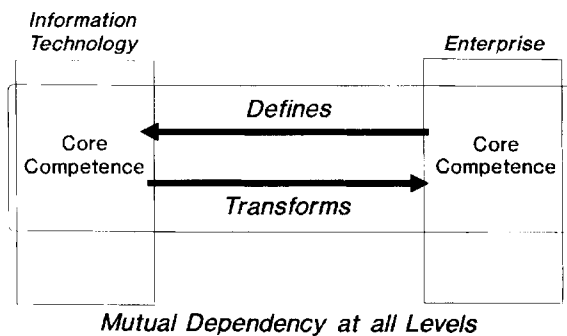 Information
Technology
Enterprise
Defines
Core
Competence
Core
Competence
Transforms
Mutual Dependency at all Levels